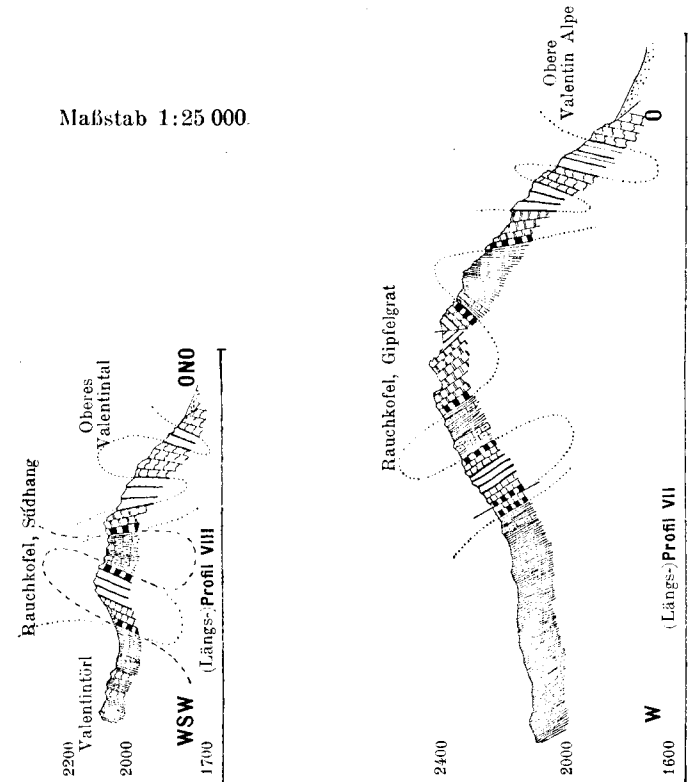 Maßstab 1:25 000.
Rauchkofel, Südhang
Valentintörl
Oberes
Valentintal
2200
2000
1700
WSW
ONO
(Längs-)Profil VIII
Rauchkofel, Gipfelgrat
Obere
Valentin Alpe
2400
2000
1600
W
O
(Längs-)Profil VII